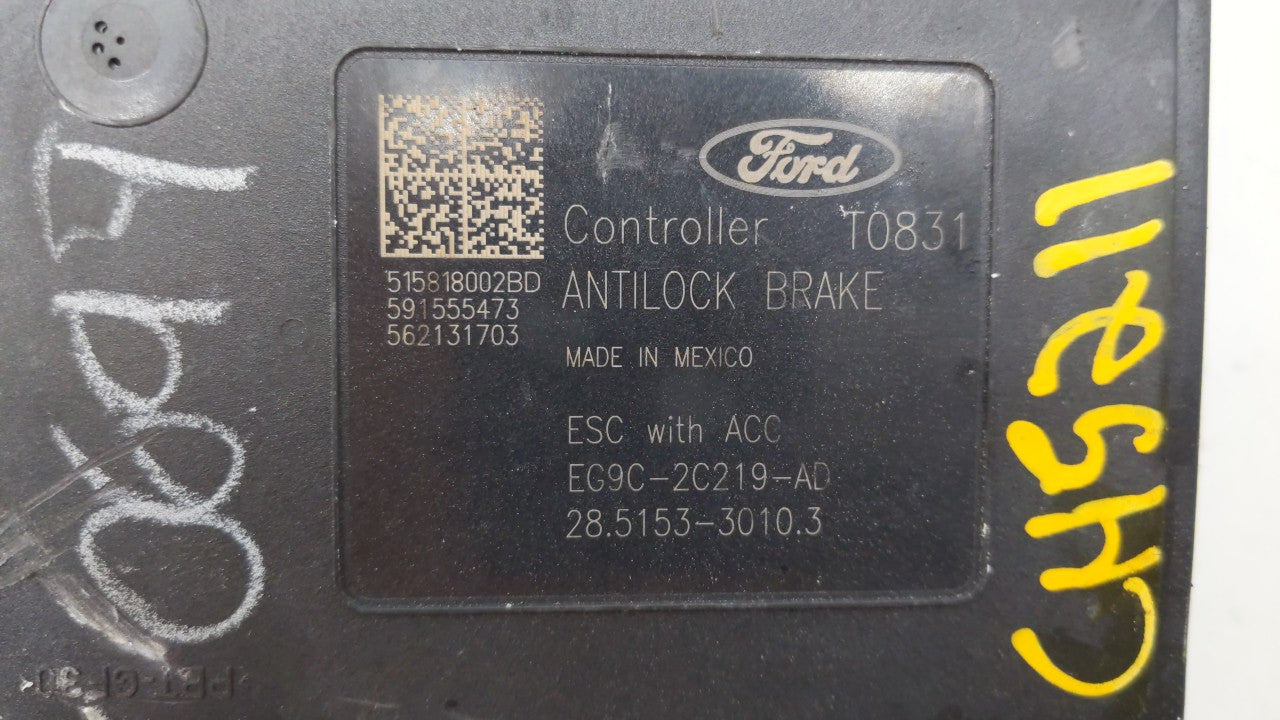 Ford
Controller T0831
515818002BD
591555473
562131703
ANTILOCK BRAKE
MADE IN MEXICO
ESC with ACC
EG9C-2C219-AD
28.5153-3010.3